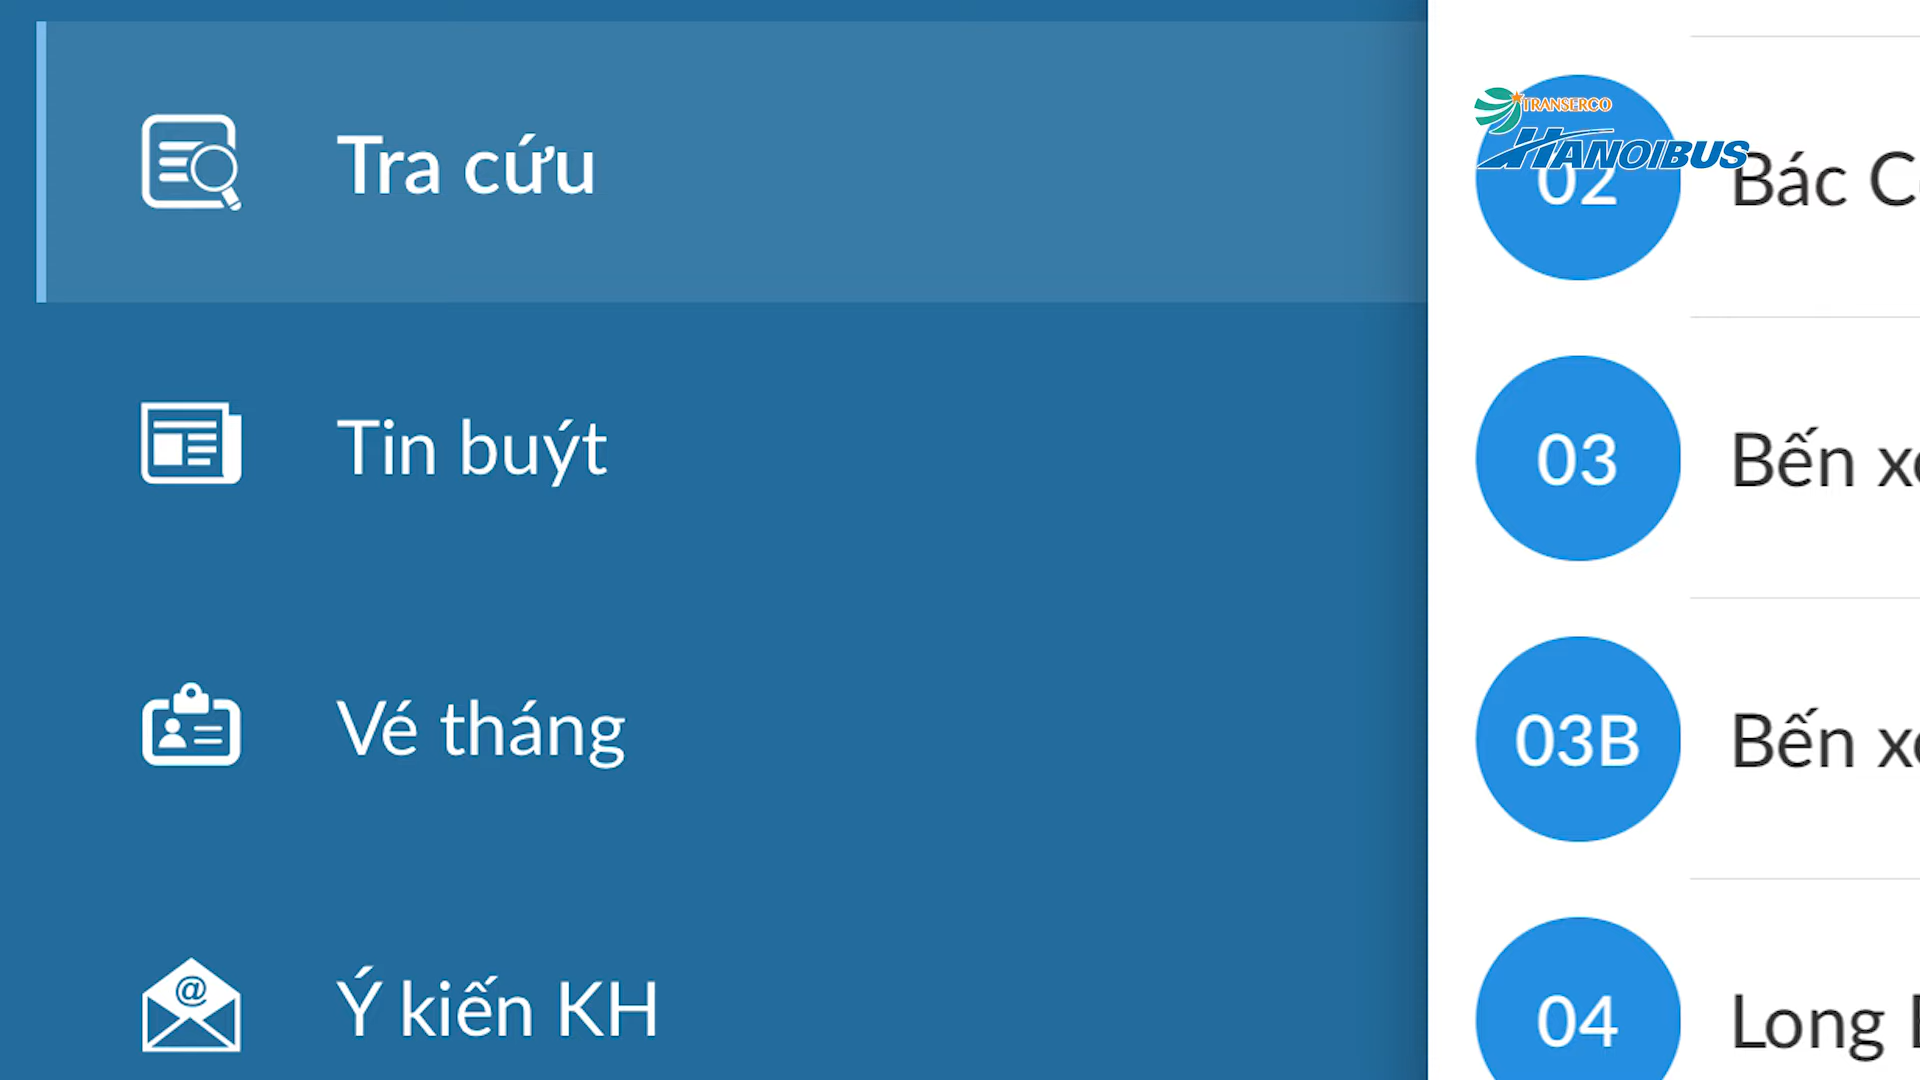 Tra cứu
Tin buýt
Vé tháng
@
Ý kiến KH
TRANSERCO
HANOIBUS
02
Bác
03
Bến
03B
Bến
04
Long